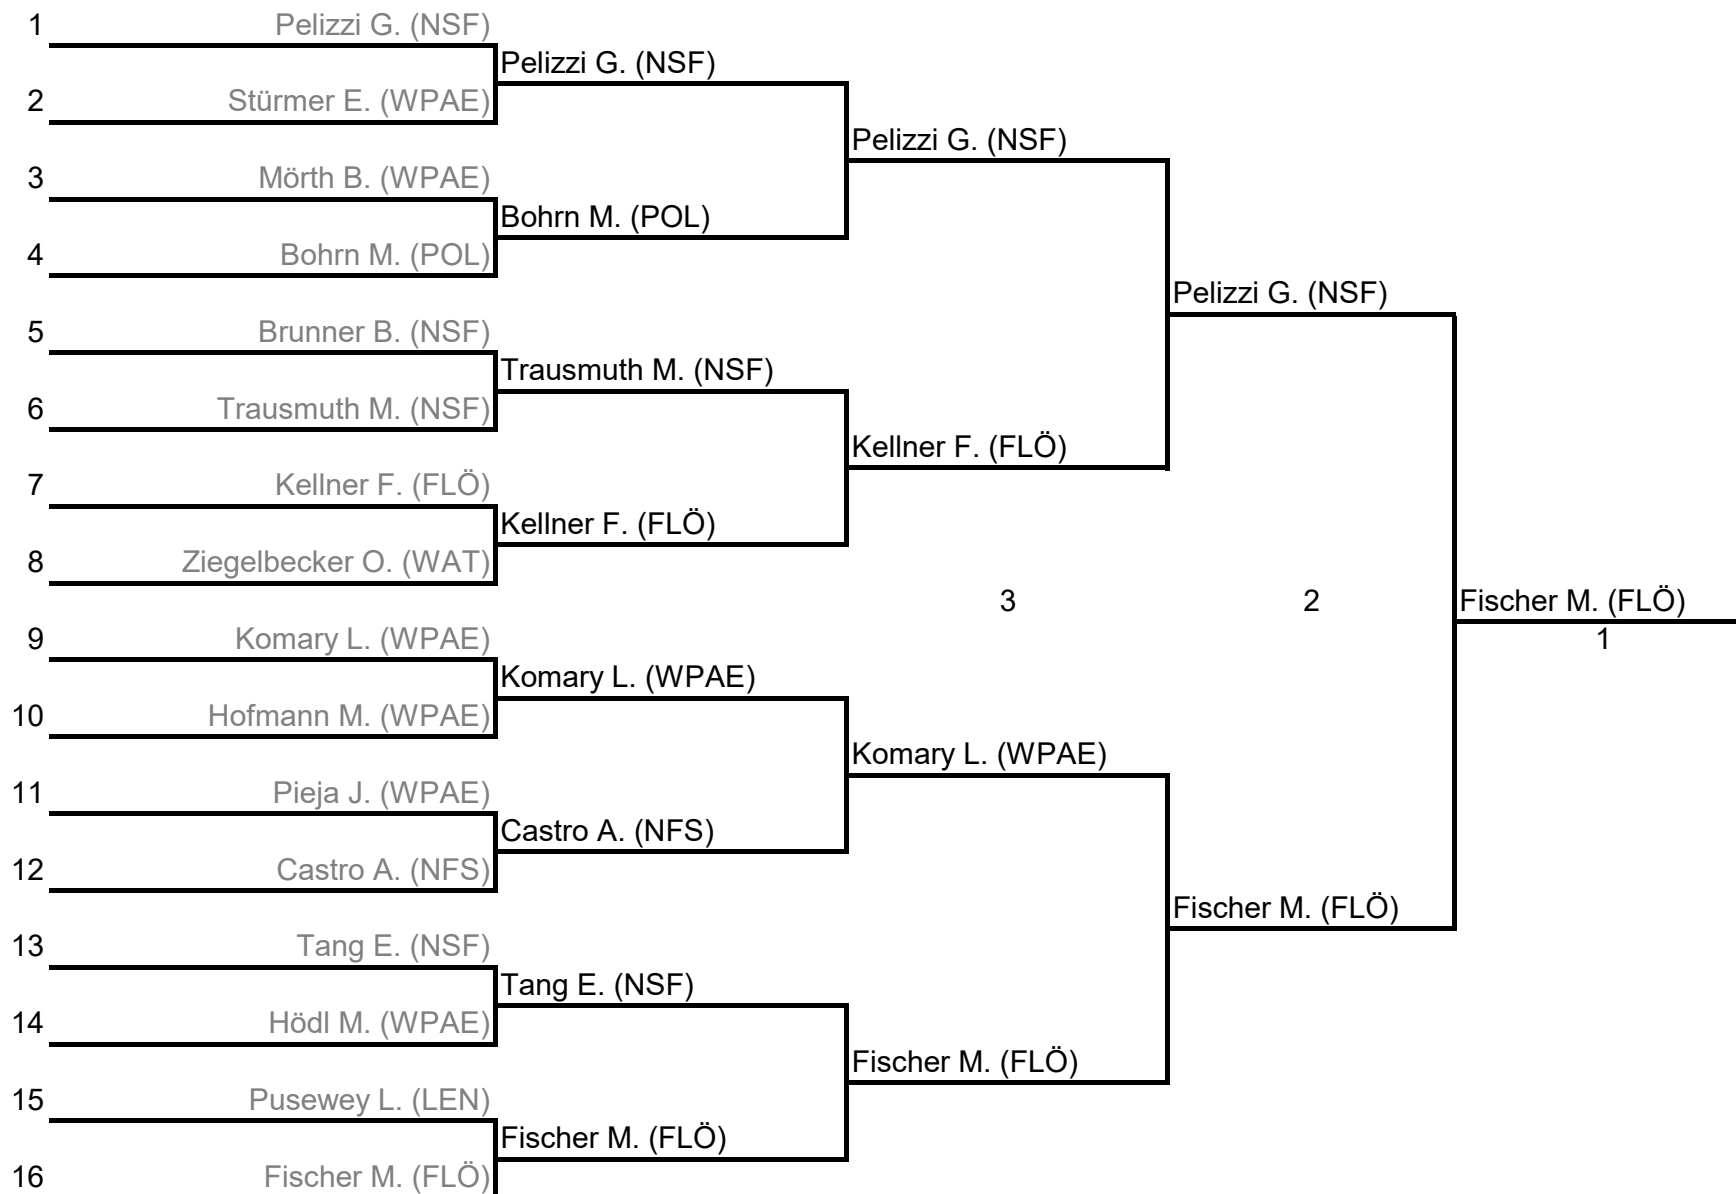 1 Pelizzi G. (NSF)
Pelizzi G. (NSF)
2 Stürmer E. (WPAE)
Pelizzi G. (NSF)
3 Mörth B. (WPAE)
Bohrn M. (POL)
4 Bohrn M. (POL)
Pelizzi G. (NSF)
5 Brunner B. (NSF)
Trausmuth M. (NSF)
6 Trausmuth M. (NSF)
Kellner F. (FLÖ)
7 Kellner F. (FLÖ)
Kellner F. (FLÖ)
8 Ziegelbecker O. (WAT)
3 2 Fischer M. (FLÖ)
1
9 Komary L. (WPAE)
Komary L. (WPAE)
10 Hofmann M. (WPAE)
Komary L. (WPAE)
11 Pieja J. (WPAE)
Castro A. (NFS)
12 Castro A. (NFS)
Fischer M. (FLÖ)
13 Tang E. (NSF)
Tang E. (NSF)
14 Hödl M. (WPAE)
Fischer M. (FLÖ)
15 Pusewey L. (LEN)
Fischer M. (FLÖ)
16 Fischer M. (FLÖ)